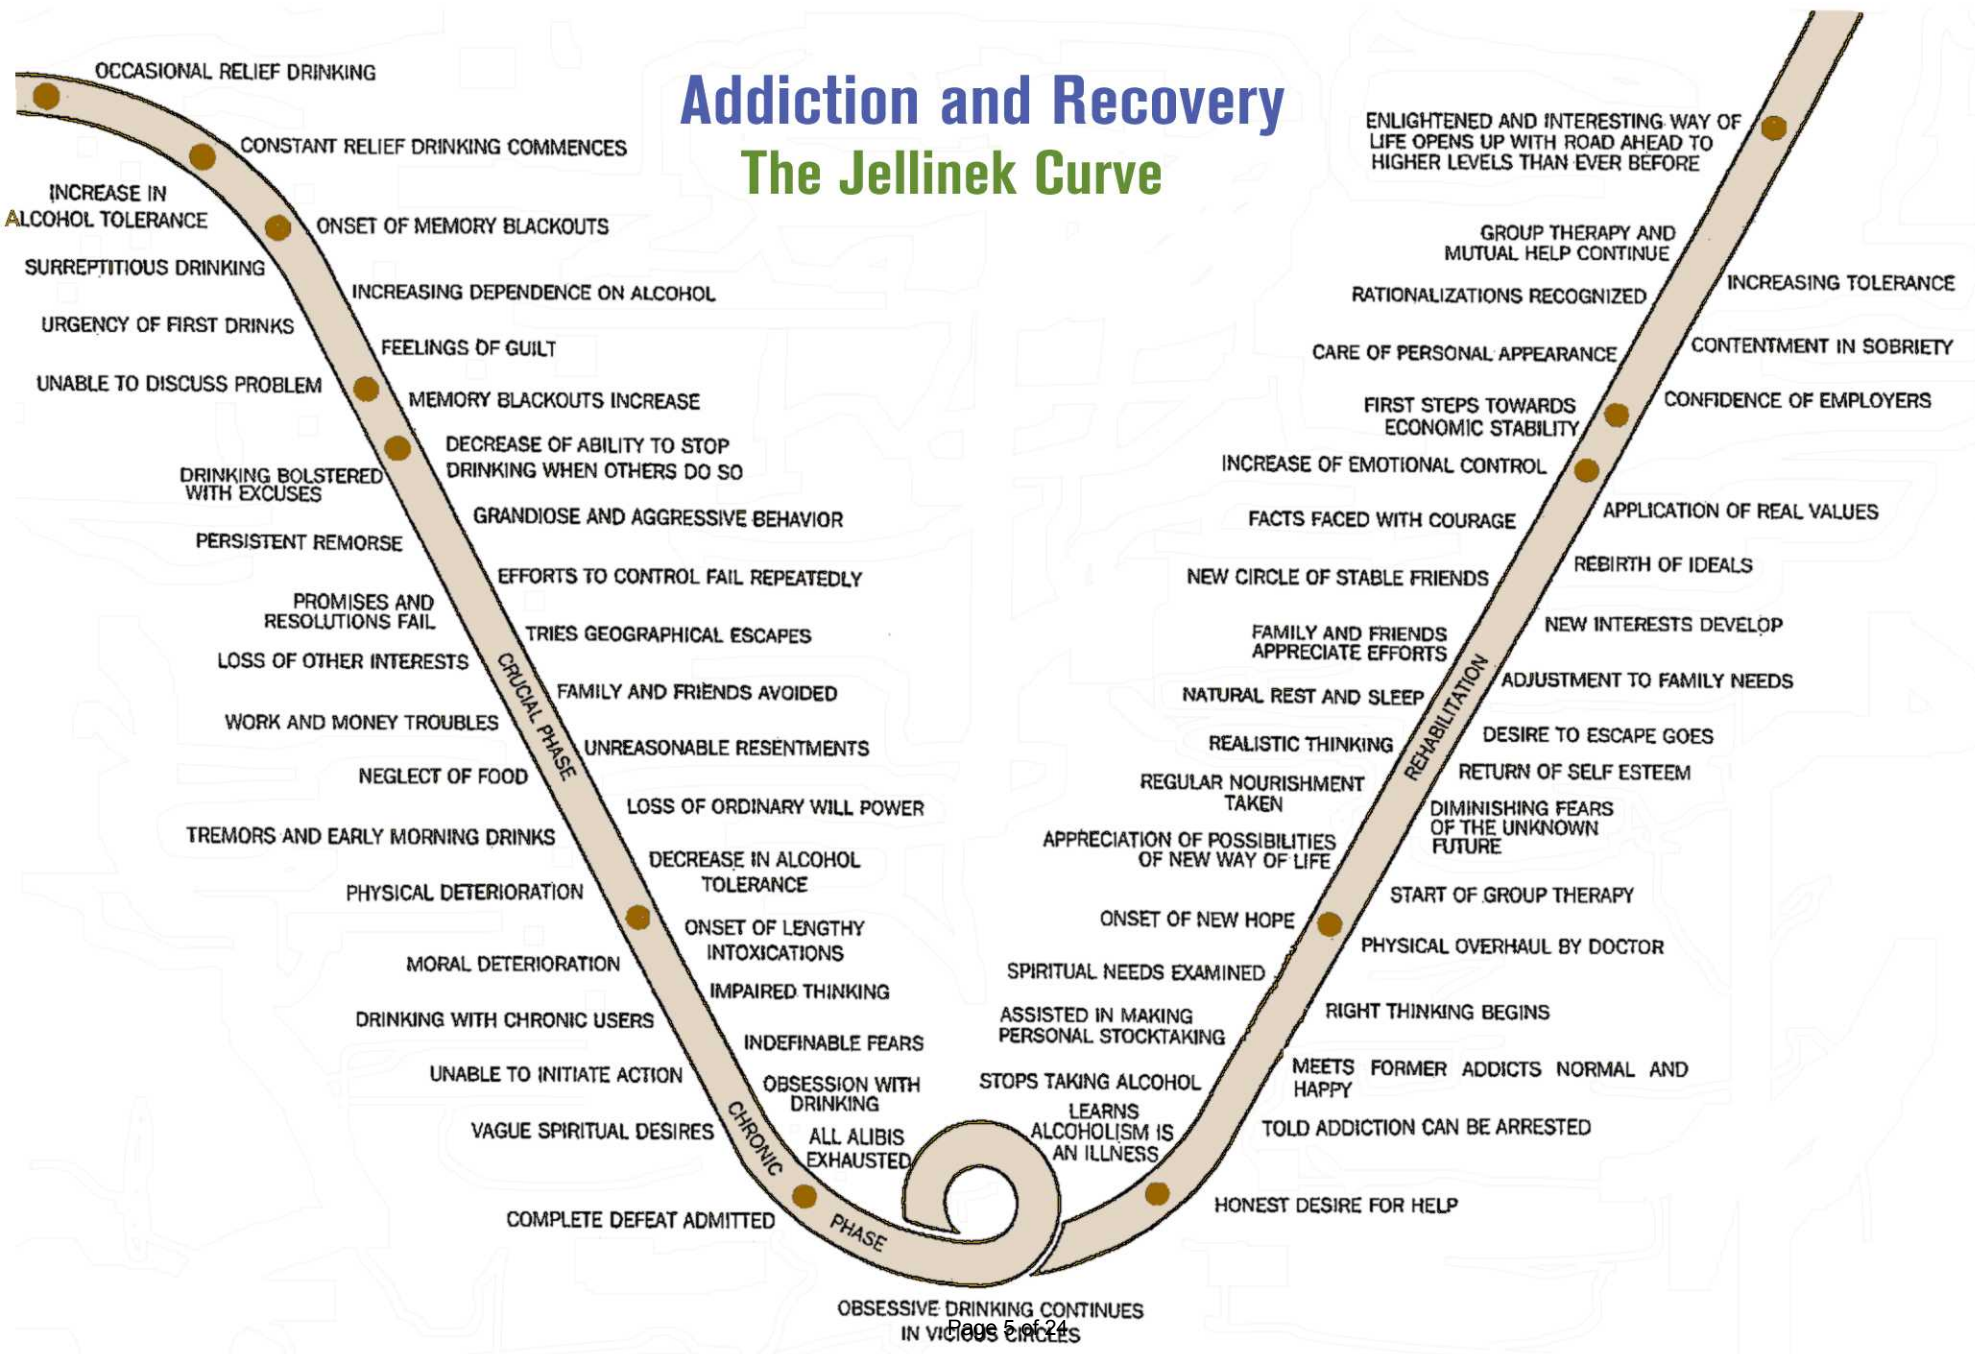 Addiction and Recovery
The Jellinek Curve
OCCASIONAL RELIEF DRINKING
CONSTANT RELIEF DRINKING COMMENCES
INCREASE IN
ALCOHOL TOLERANCE
ONSET OF MEMORY BLACKOUTS
SURREPTITIOUS DRINKING
INCREASING DEPENDENCE ON ALCOHOL
URGENCY OF FIRST DRINKS
FEELINGS OF GUILT
UNABLE TO DISCUSS PROBLEM
MEMORY BLACKOUTS INCREASE
DECREASE OF ABILITY TO STOP
DRINKING WHEN OTHERS DO SO
DRINKING BOLSTERED
WITH EXCUSES
GRANDIOSE AND AGGRESSIVE BEHAVIOR
PERSISTENT REMORSE
EFFORTS TO CONTROL FAIL REPEATEDLY
PROMISES AND
RESOLUTIONS FAIL
TRIES GEOGRAPHICAL ESCAPES
LOSS OF OTHER INTERESTS
CRUCIAL PHASE
FAMILY AND FRIENDS AVOIDED
WORK AND MONEY TROUBLES
UNREASONABLE RESENTMENTS
NEGLECT OF FOOD
LOSS OF ORDINARY WILL POWER
TREMORS AND EARLY MORNING DRINKS
DECREASE IN ALCOHOL
TOLERANCE
PHYSICAL DETERIORATION
ONSET OF LENGTHY
INTOXICATIONS
MORAL DETERIORATION
IMPAIRED THINKING
DRINKING WITH CHRONIC USERS
INDEFINABLE FEARS
UNABLE TO INITIATE ACTION
OBSESSION WITH
DRINKING
VAGUE SPIRITUAL DESIRES
CHRONIC
PHASE
ALL ALIBIS
EXHAUSTED
COMPLETE DEFEAT ADMITTED
OBSESSIVE DRINKING CONTINUES
IN VICIOUS CIRCLES
Page 5 of 24
ENLIGHTENED AND INTERESTING WAY OF
LIFE OPENS UP WITH ROAD AHEAD TO
HIGHER LEVELS THAN EVER BEFORE
GROUP THERAPY AND
MUTUAL HELP CONTINUE
INCREASING TOLERANCE
RATIONALIZATIONS RECOGNIZED
CONTENTMENT IN SOBRIETY
CARE OF PERSONAL APPEARANCE
CONFIDENCE OF EMPLOYERS
FIRST STEPS TOWARDS
ECONOMIC STABILITY
INCREASE OF EMOTIONAL CONTROL
APPLICATION OF REAL VALUES
FACTS FACED WITH COURAGE
REBIRTH OF IDEALS
NEW CIRCLE OF STABLE FRIENDS
NEW INTERESTS DEVELOP
FAMILY AND FRIENDS
APPRECIATE EFFORTS
ADJUSTMENT TO FAMILY NEEDS
NATURAL REST AND SLEEP
REHABILITATION
DESIRE TO ESCAPE GOES
REALISTIC THINKING
RETURN OF SELF ESTEEM
REGULAR NOURISHMENT
TAKEN
DIMINISHING FEARS
OF THE UNKNOWN
FUTURE
APPRECIATION OF POSSIBILITIES
OF NEW WAY OF LIFE
START OF GROUP THERAPY
ONSET OF NEW HOPE
PHYSICAL OVERHAUL BY DOCTOR
SPIRITUAL NEEDS EXAMINED
RIGHT THINKING BEGINS
ASSISTED IN MAKING
PERSONAL STOCKTAKING
MEETS FORMER ADDICTS NORMAL AND
HAPPY
STOPS TAKING ALCOHOL
LEARNS
ALCOHOLISM IS
AN ILLNESS
TOLD ADDICTION CAN BE ARRESTED
HONEST DESIRE FOR HELP